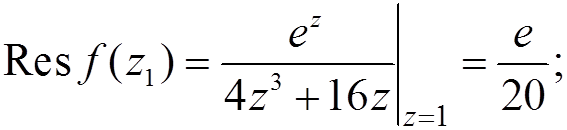 Res f(z₁) = e^z / (4z³ + 16z) |_{z=1} = e/20;